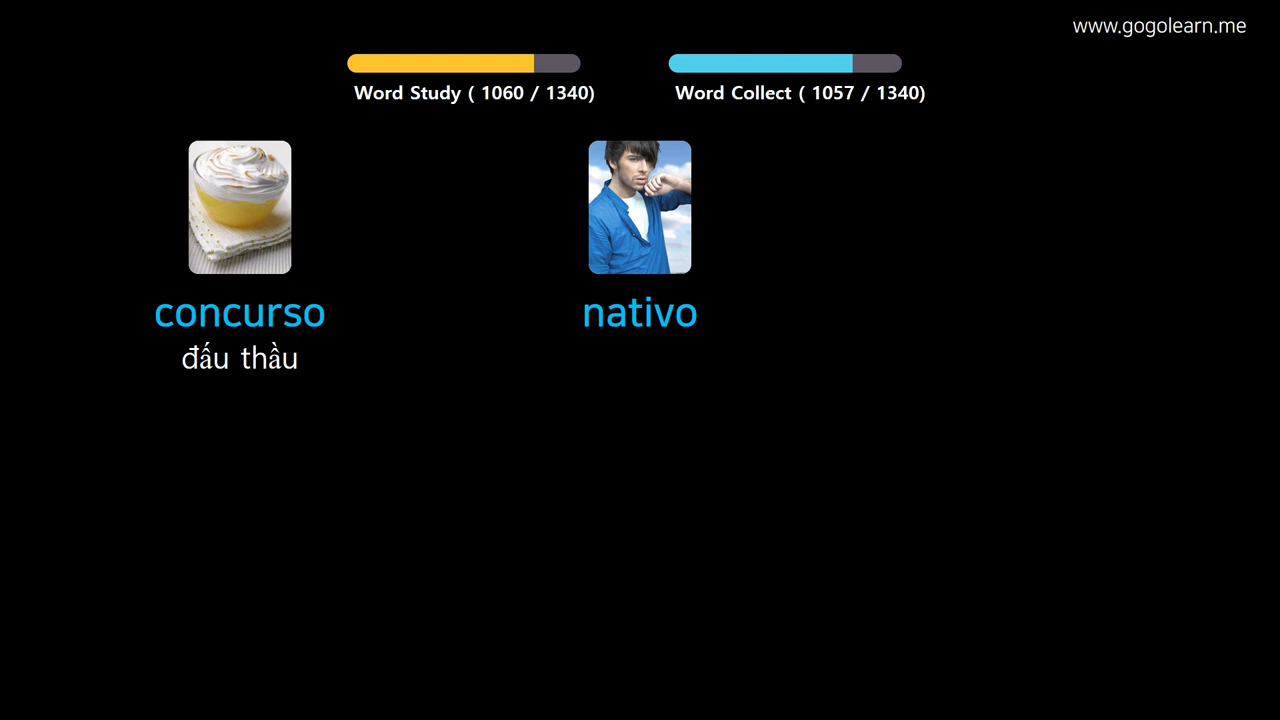 www.gogolearn.me
Word Study ( 1060 / 1340)
Word Collect ( 1057 / 1340)
concurso
đấu thầu
nativo